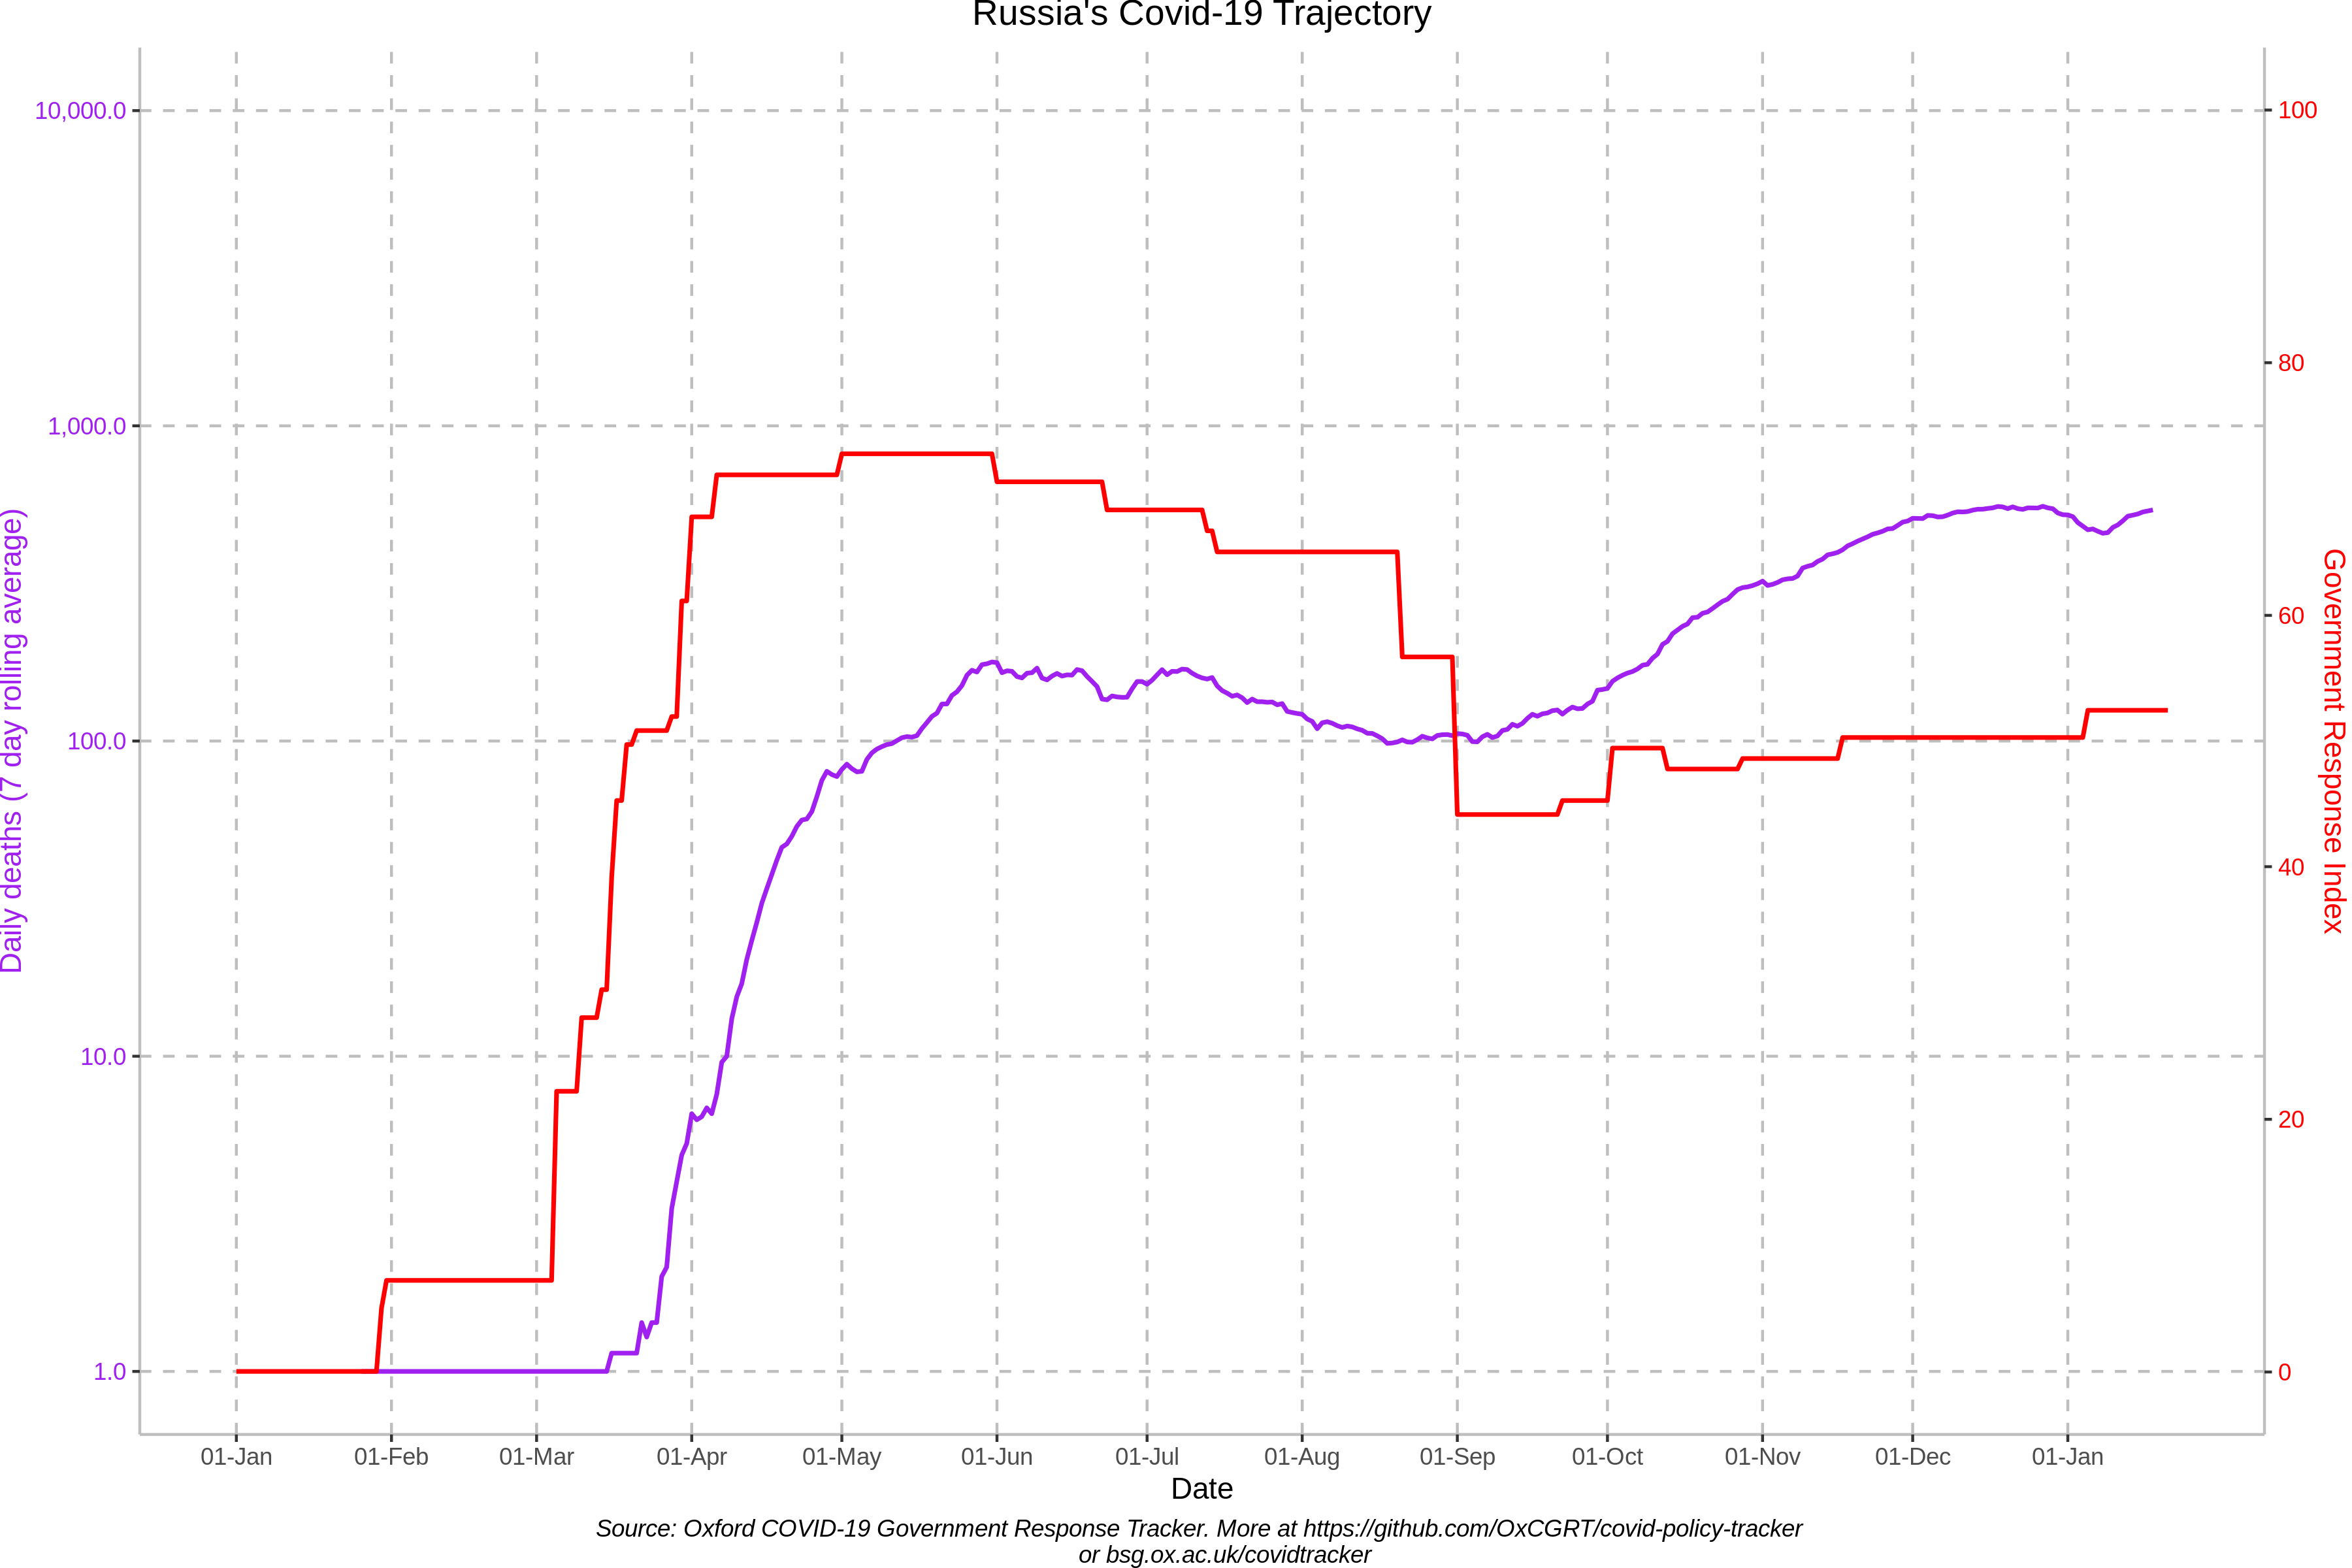 Russia's Covid-19 Trajectory
10,000.0
1,000.0
100.0
10.0
1.0
Daily deaths (7 day rolling average)
100
80
60
40
20
0
Government Response Index
01-Jan 01-Feb 01-Mar 01-Apr 01-May 01-Jun 01-Jul 01-Aug 01-Sep 01-Oct 01-Nov 01-Dec 01-Jan
Date
Source: Oxford COVID-19 Government Response Tracker. More at https://github.com/OxCGRT/covid-policy-tracker
or bsg.ox.ac.uk/covidtracker